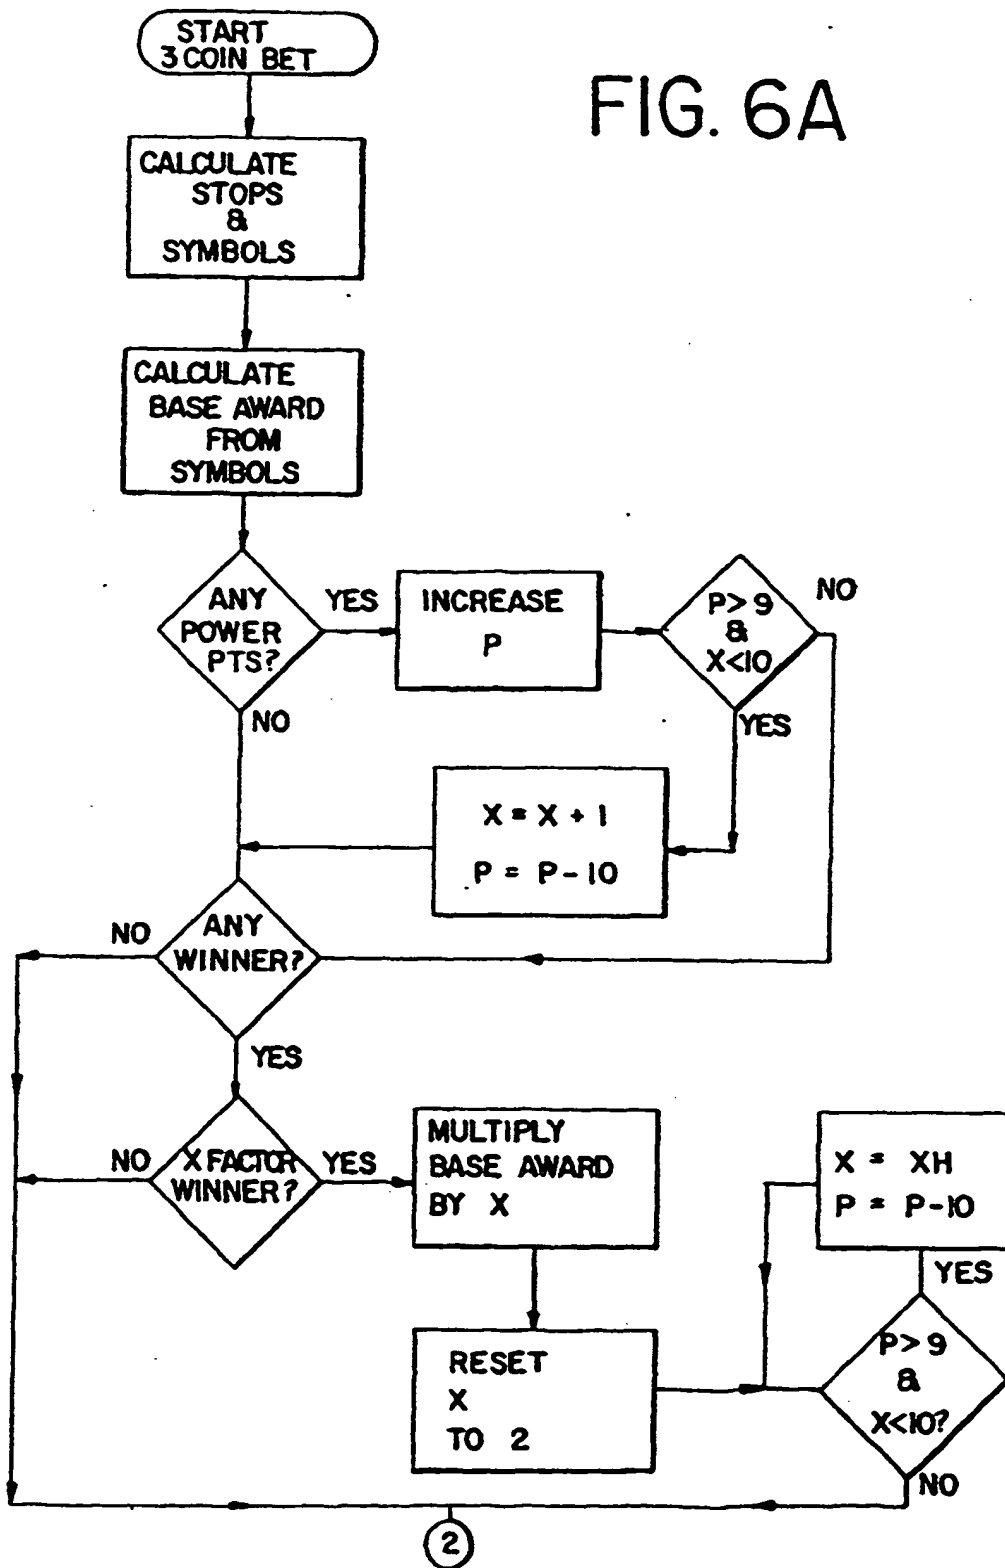 START
3 COIN BET
FIG. 6A
CALCULATE
STOPS
&
SYMBOLS
CALCULATE
BASE AWARD
FROM
SYMBOLS
ANY
POWER
PTS?
YES
INCREASE
P
P > 9
&
X<10
NO
NO
YES
X = X + 1
P = P - 10
NO
ANY
WINNER?
YES
NO
X FACTOR
WINNER?
YES
MULTIPLY
BASE AWARD
BY X
X = XH
P = P-10
YES
RESET
X
TO 2
P > 9
&
X<10?
NO
2